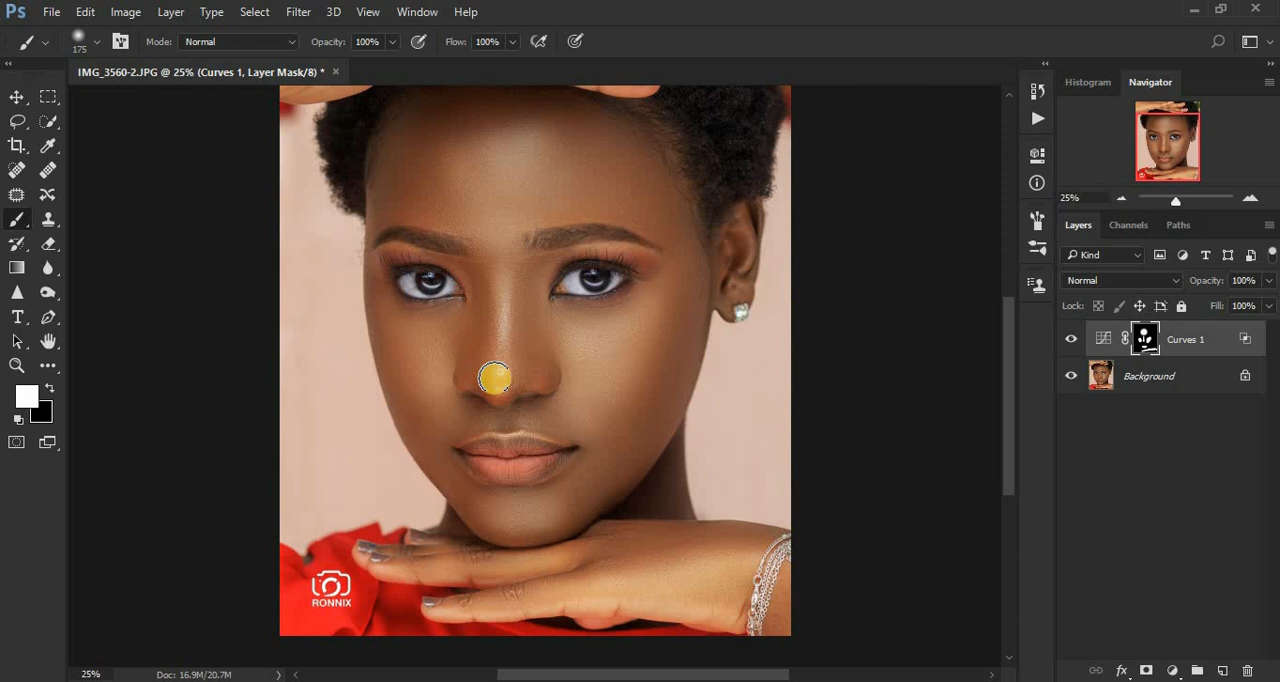 Ps File Edit Image Layer Type Select Filter 3D View Window Help
175 Mode: Normal Opacity: 100% Flow: 100%
IMG_3560-2.JPG @ 25% (Curves 1, Layer Mask/8) * ×
Histogram Navigator
25%
Layers Channels Paths
Kind
Normal Opacity: 100%
Lock: Fill: 100%
Curves 1
Background
RONNIX
25% Doc: 16.9M/20.7M